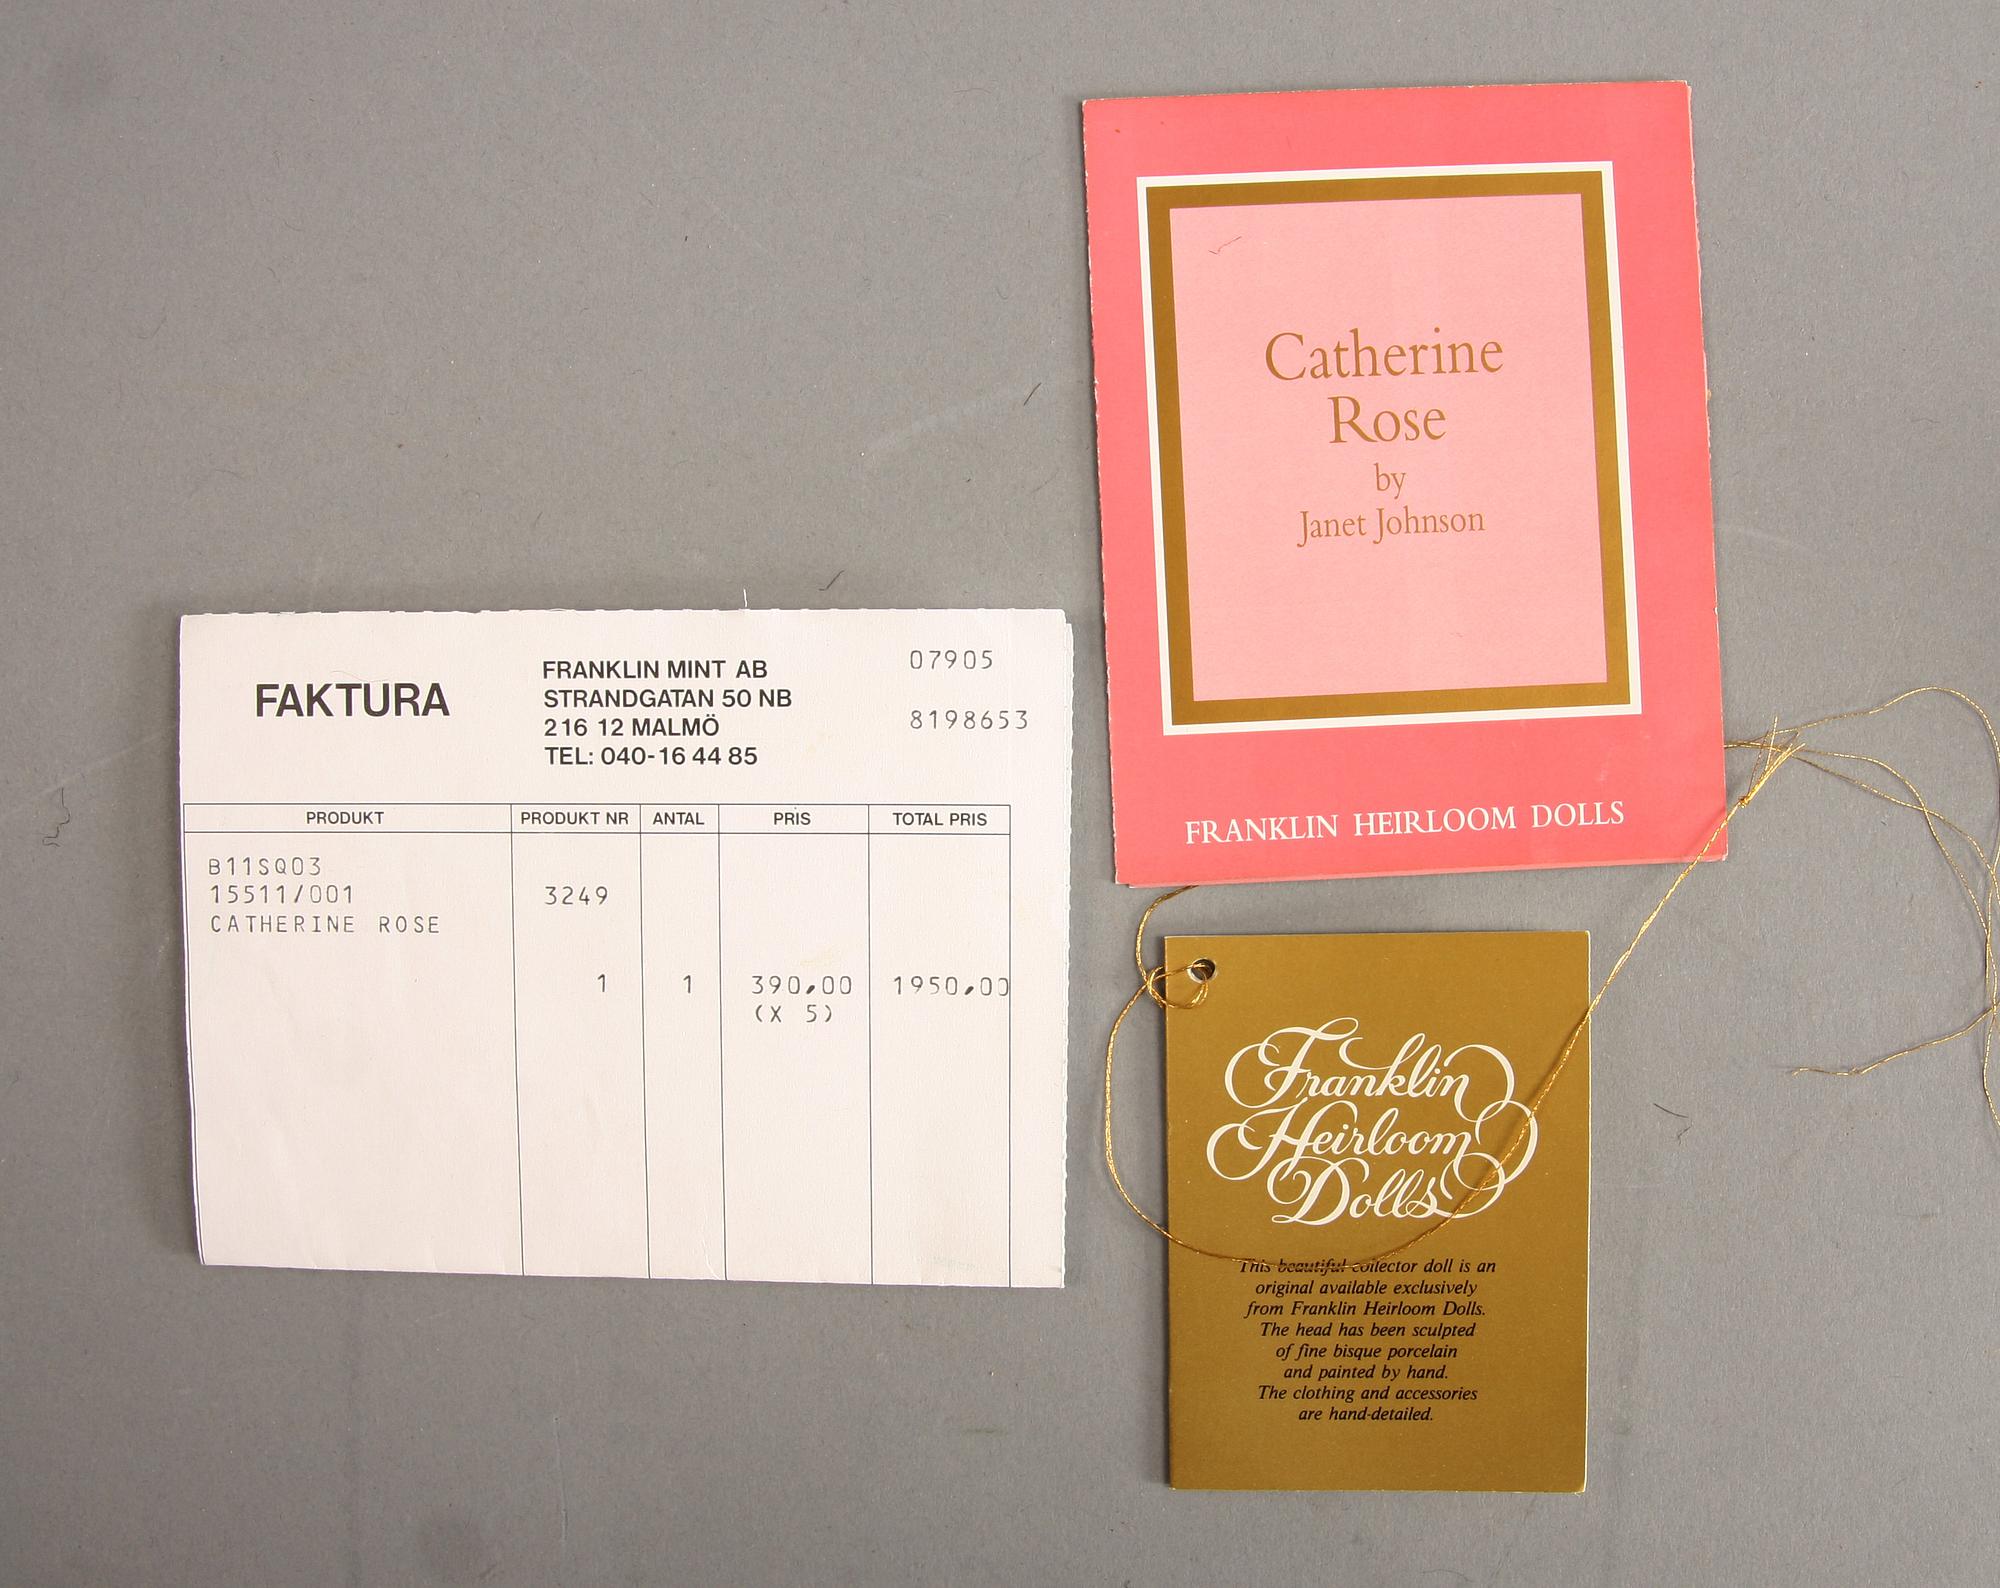 FAKTURA
FRANKLIN MINT AB
STRANDGATAN 50 NB
216 12 MALMÖ
TEL: 040-16 44 85
07905
8198653
PRODUKT PRODUKT NR ANTAL PRIS TOTAL PRIS
B11SQ03
15511/001 3249
CATHERINE ROSE
1 1 390,00 1950,00
(X 5)
Catherine
Rose
by
Janet Johnson
FRANKLIN HEIRLOOM DOLLS
Franklin
Heirloom
Dolls
This beautiful collector doll is an
original available exclusively
from Franklin Heirloom Dolls.
The head has been sculpted
of fine bisque porcelain
and painted by hand.
The clothing and accessories
are hand-detailed.